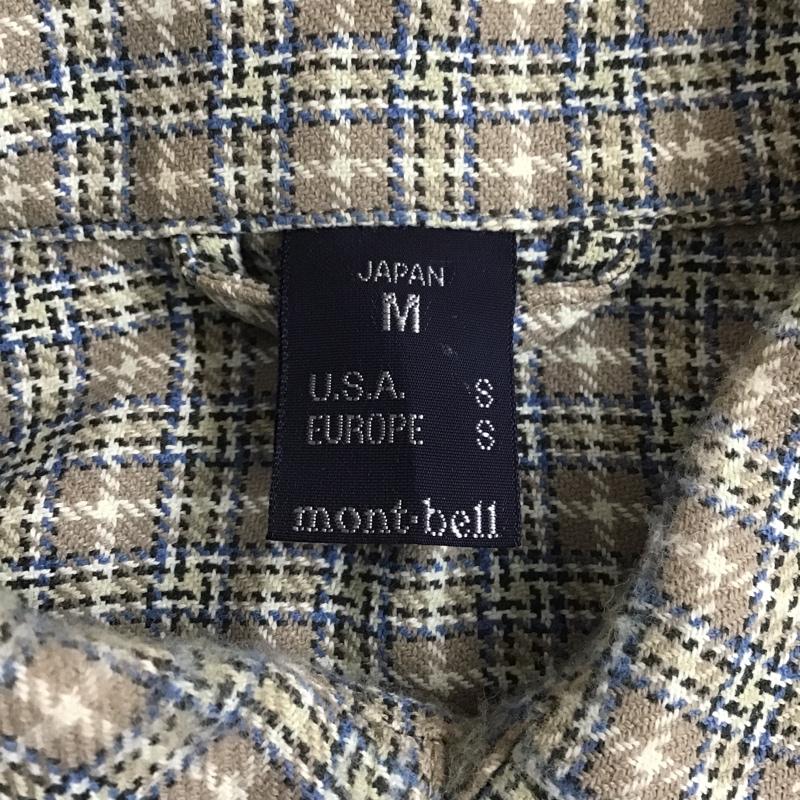 JAPAN
M
U.S.A. S
EUROPE S
mont-bell